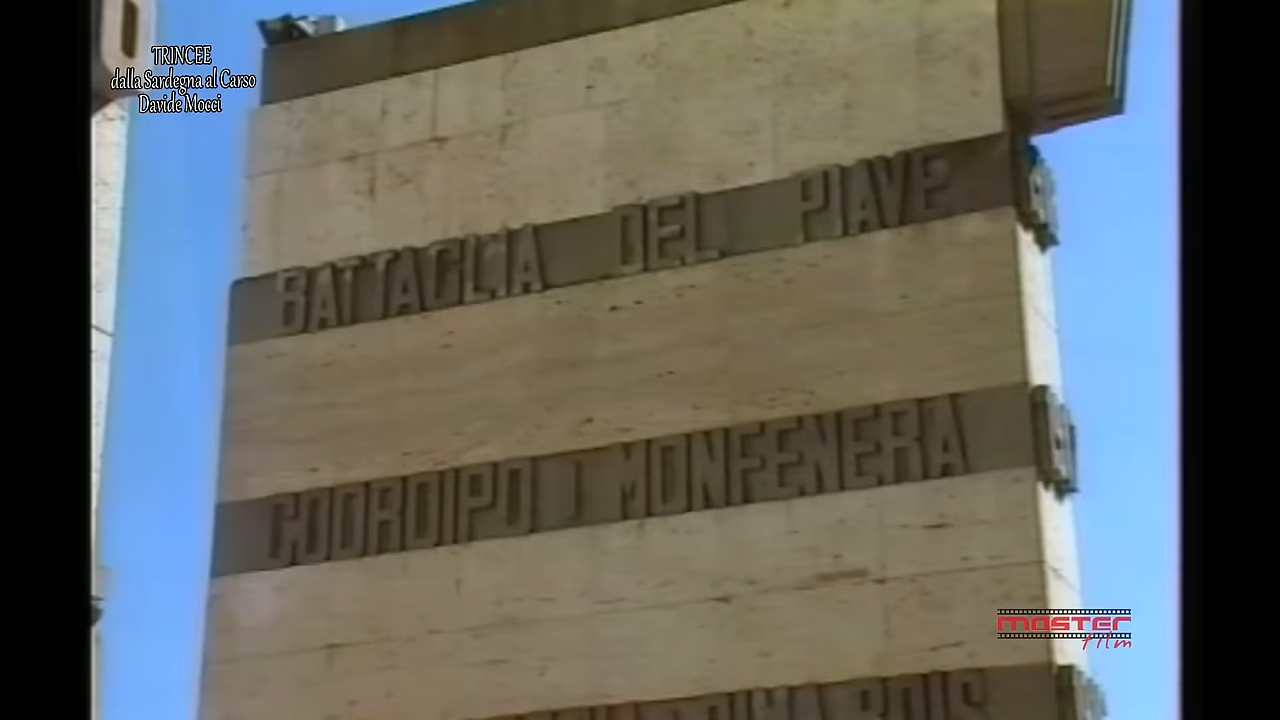 TRINCEE
dalla Sardegna al Carso
Davide Mocci
BATTAGLIA DEL PIAVE
CODROIPO MONFENERA
master
film